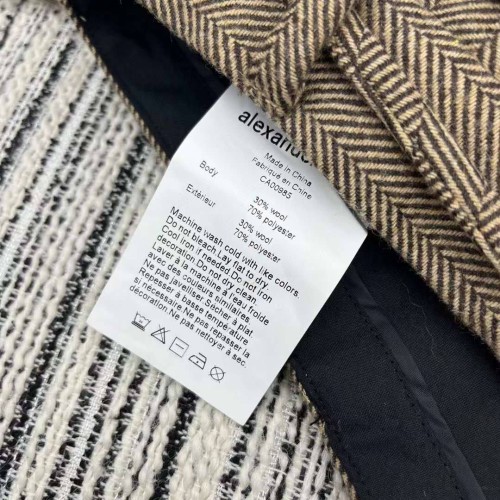 alexand
Made in China
Fabriqué en Chine
CA00985
Body 30% wool
70% polyester
Extérieur 30% wool
70% polyester
Machine wash cold with like colors.
Do not bleach Lay flat to dry.
Cool iron if needed Do not iron
decoration Do not dry clean
Laver à la machine à l'eau froide
avec des couleurs similaires.
Ne pas javelliser Sécher à plat
Repasser à basse température
si nécessaire Ne pas repasser la
décoration.Ne pas nettoyer à sec.